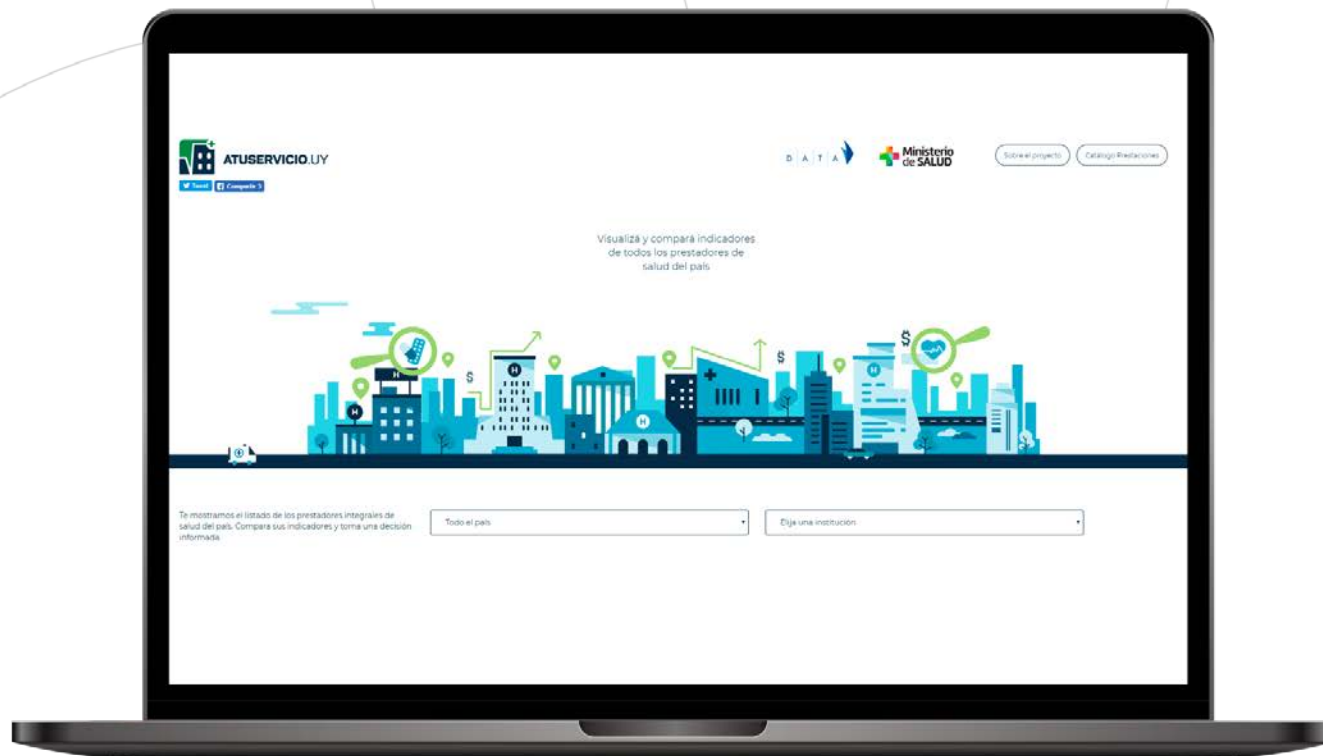 ATUSERVICIO.UY
Tweet
Compartir 5
D A T A
Ministerio
de SALUD
Sobre el proyecto
Catálogo Prestaciones
Visualizá y compará indicadores
de todos los prestadores de
salud del país
H
H
H
H
H
$
$
$
Te mostramos el listado de los prestadores integrales de
salud del país. Compara sus indicadores y toma una decisión
informada.
Todo el país
Elija una institución